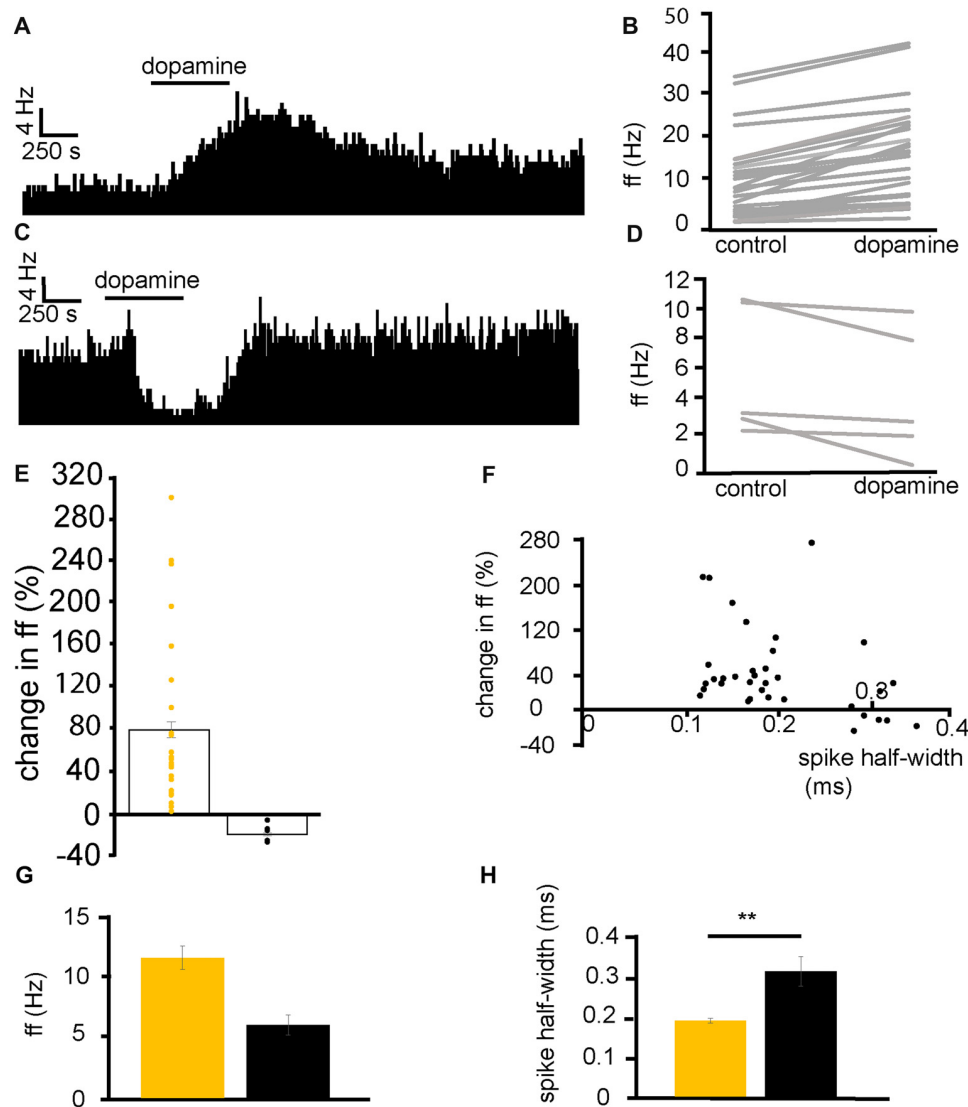 A
dopamine
4 Hz
250 s
B
50
40
30
20
10
0
ff (Hz)
control
dopamine
C
dopamine
4 Hz
250 s
D
12
10
8
6
4
2
0
ff (Hz)
control
dopamine
E
320
280
240
200
160
120
80
40
0
-40
change in ff (%)
F
280
200
120
40
0
-40
change in ff (%)
0
0.1
0.2
0.3
0.4
spike half-width
(ms)
G
15
10
5
0
ff (Hz)
H
**
0.4
0.3
0.2
0.1
0
spike half-width (ms)